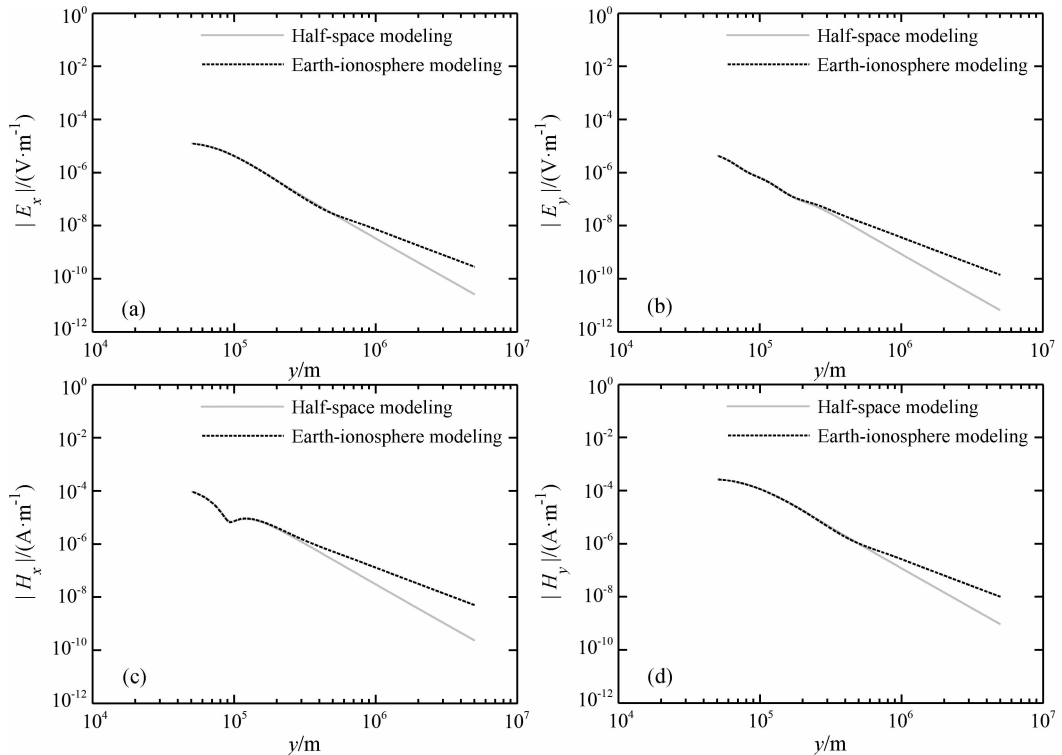 10^0
10^-2
10^-4
10^-6
10^-8
10^-10
10^-12
|E_x|/(V·m^-1)
Half-space modeling
Earth-ionosphere modeling
(a)
10^4 10^5 10^6 10^7
y/m
10^0
10^-2
10^-4
10^-6
10^-8
10^-10
10^-12
|E_y|/(V·m^-1)
Half-space modeling
Earth-ionosphere modeling
(b)
10^4 10^5 10^6 10^7
y/m
10^0
10^-2
10^-4
10^-6
10^-8
10^-10
10^-12
|H_x|/(A·m^-1)
Half-space modeling
Earth-ionosphere modeling
(c)
10^4 10^5 10^6 10^7
y/m
10^0
10^-2
10^-4
10^-6
10^-8
10^-10
10^-12
|H_y|/(A·m^-1)
Half-space modeling
Earth-ionosphere modeling
(d)
10^4 10^5 10^6 10^7
y/m